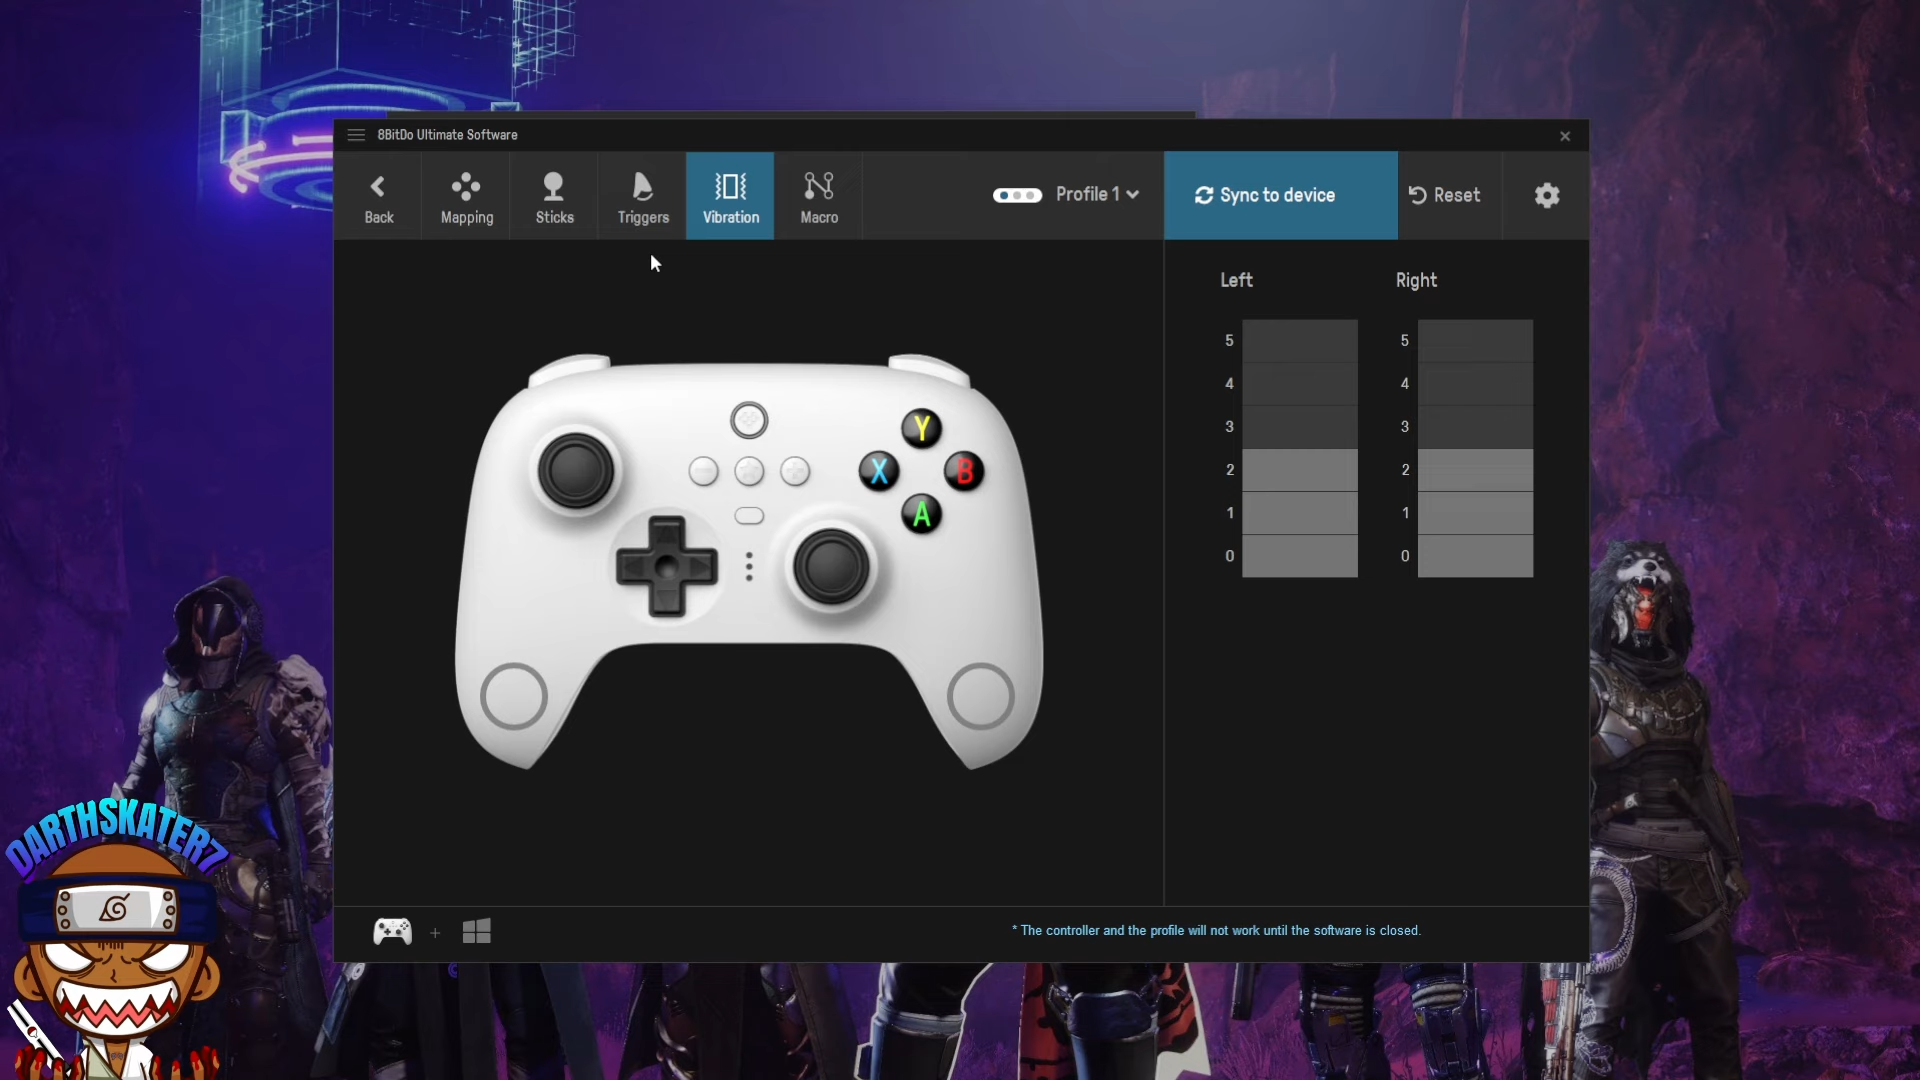 8BitDo Ultimate Software
Back
Mapping
Sticks
Triggers
Vibration
Macro
Profile 1
Sync to device
Reset
Left
Right
5
5
4
4
3
3
2
2
1
1
0
0
Y
X
B
A
+
* The controller and the profile will not work until the software is closed.
DARTHSKATER7